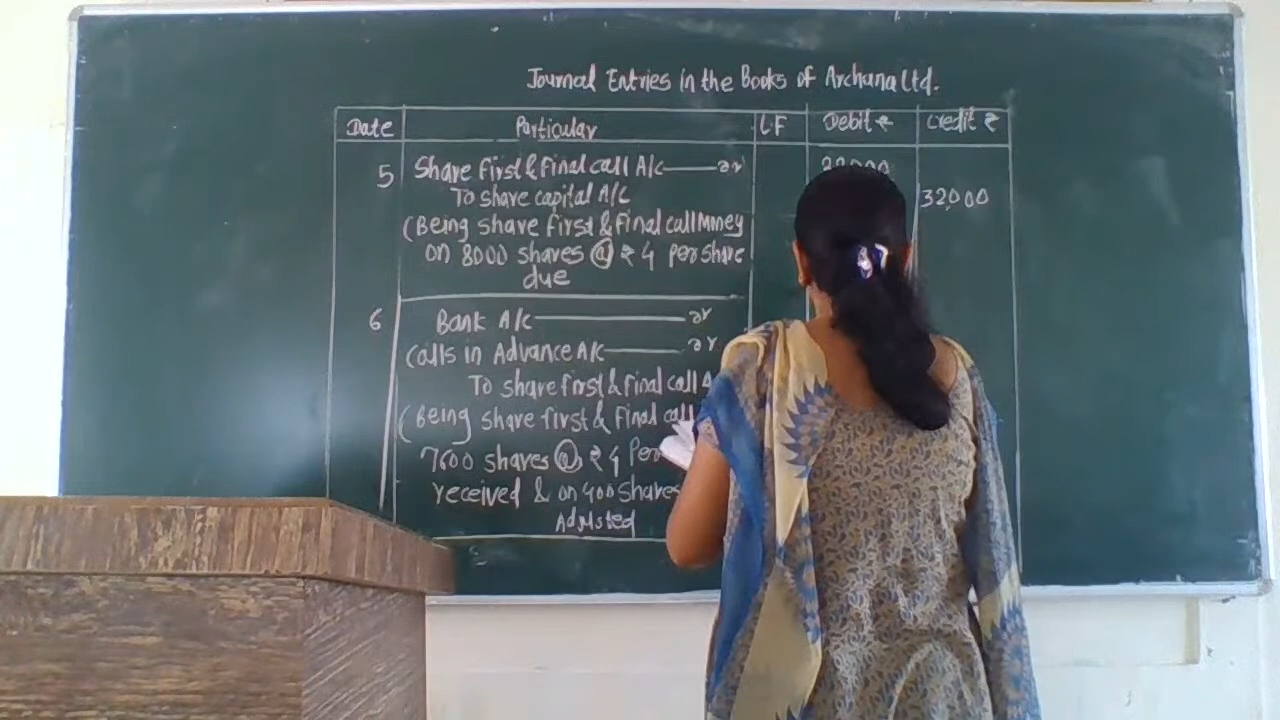 Journal Entries in the Books of Archana Ltd.
Date Particular L.F Debit ₹ Credit ₹
5 Share First & Final call A/c——dr 32,000
To share capital A/c 32,000
(Being share first & Final call Money
on 8000 shares @ ₹ 4 per share
due
6 Bank A/c——dr
Calls in Advance A/c——dr
To share first & final call
(Being share first & Final call
7600 shares @ ₹ 4 Per
received & on 400 shares
Adjusted